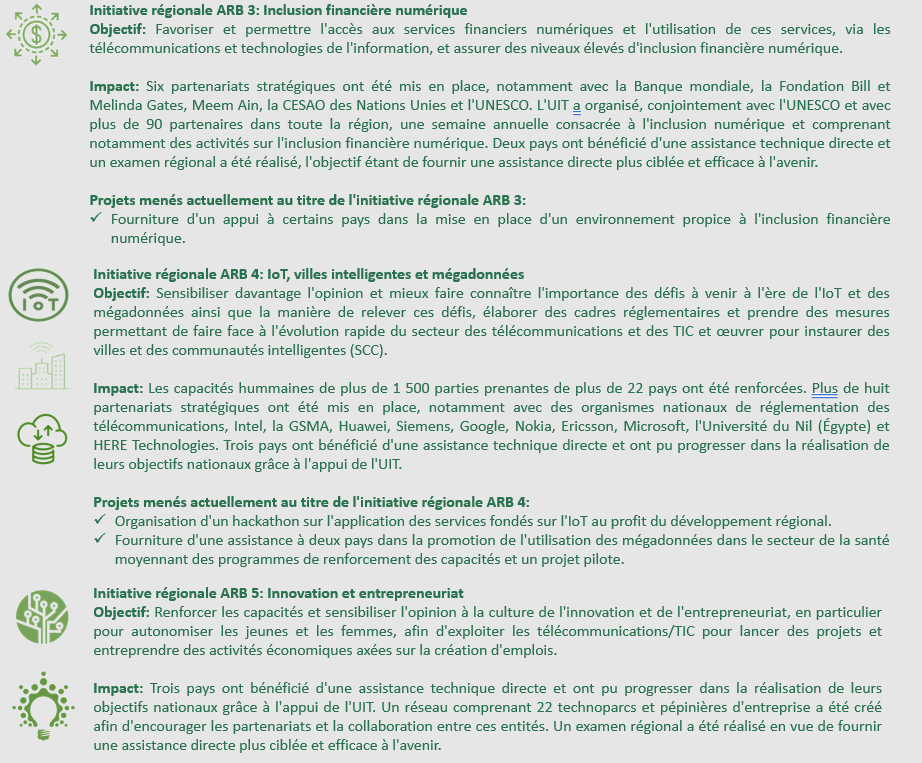 Initiative régionale ARB 3: Inclusion financière numérique
Objectif: Favoriser et permettre l'accès aux services financiers numériques et l'utilisation de ces services, via les
télécommunications et technologies de l'information, et assurer des niveaux élevés d'inclusion financière numérique.
Impact: Six partenariats stratégiques ont été mis en place, notamment avec la Banque mondiale, la Fondation Bill et
Melinda Gates, Meem Ain, la CESAO des Nations Unies et l'UNESCO. L'UIT a organisé, conjointement avec l'UNESCO et avec
plus de 90 partenaires dans toute la région, une semaine annuelle consacrée à l'inclusion numérique et comprenant
notamment des activités sur l'inclusion financière numérique. Deux pays ont bénéficié d'une assistance technique directe et
un examen régional a été réalisé, l'objectif étant de fournir une assistance directe plus ciblée et efficace à l'avenir.
Projets menés actuellement au titre de l'initiative régionale ARB 3:
✓ Fourniture d'un appui à certains pays dans la mise en place d'un environnement propice à l'inclusion financière
numérique.
Initiative régionale ARB 4: IoT, villes intelligentes et mégadonnées
Objectif: Sensibiliser davantage l'opinion et mieux faire connaître l'importance des défis à venir à l'ère de l'IoT et des
mégadonnées ainsi que la manière de relever ces défis, élaborer des cadres réglementaires et prendre des mesures
permettant de faire face à l'évolution rapide du secteur des télécommunications et des TIC et œuvrer pour instaurer des
villes et des communautés intelligentes (SCC).
IoT
Impact: Les capacités hummaines de plus de 1 500 parties prenantes de plus de 22 pays ont été renforcées. Plus de huit
partenariats stratégiques ont été mis en place, notamment avec des organismes nationaux de réglementation des
télécommunications, Intel, la GSMA, Huawei, Siemens, Google, Nokia, Ericsson, Microsoft, l'Université du Nil (Égypte) et
HERE Technologies. Trois pays ont bénéficié d'une assistance technique directe et ont pu progresser dans la réalisation de
leurs objectifs nationaux grâce à l'appui de l'UIT.
Projets menés actuellement au titre de l'initiative régionale ARB 4:
✓ Organisation d'un hackathon sur l'application des services fondés sur l'IoT au profit du développement régional.
✓ Fourniture d'une assistance à deux pays dans la promotion de l'utilisation des mégadonnées dans le secteur de la santé
moyennant des programmes de renforcement des capacités et un projet pilote.
Initiative régionale ARB 5: Innovation et entrepreneuriat
Objectif: Renforcer les capacités et sensibiliser l'opinion à la culture de l'innovation et de l'entrepreneuriat, en particulier
pour autonomiser les jeunes et les femmes, afin d'exploiter les télécommunications/TIC pour lancer des projets et
entreprendre des activités économiques axées sur la création d'emplois.
Impact: Trois pays ont bénéficié d'une assistance technique directe et ont pu progresser dans la réalisation de leurs
objectifs nationaux grâce à l'appui de l'UIT. Un réseau comprenant 22 technoparcs et pépinières d'entreprise a été créé
afin d'encourager les partenariats et la collaboration entre ces entités. Un examen régional a été réalisé en vue de fournir
une assistance directe plus ciblée et efficace à l'avenir.